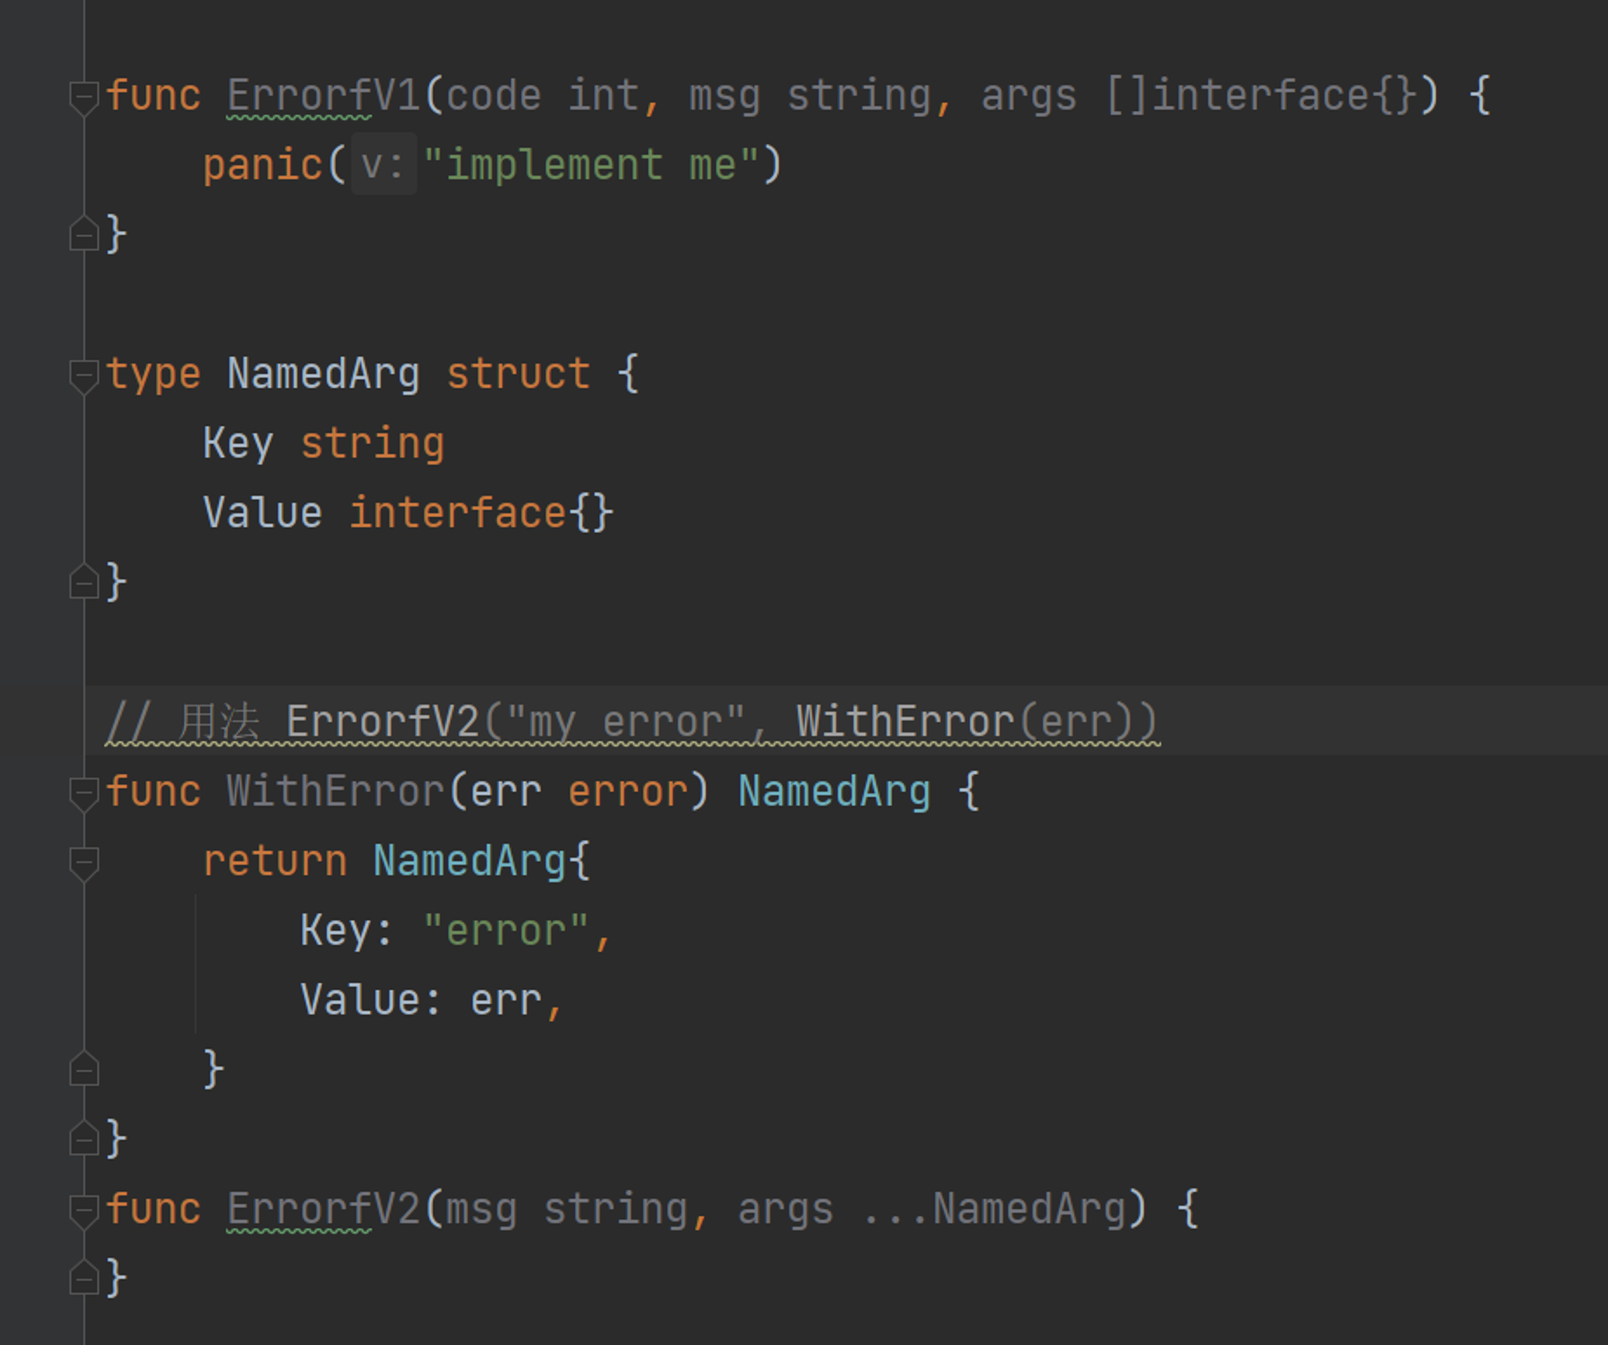 func ErrorfV1(code int, msg string, args []interface{}) {
    panic( v: "implement me")
}
type NamedArg struct {
    Key string
    Value interface{}
}
// 用法 ErrorfV2("my error", WithError(err))
func WithError(err error) NamedArg {
    return NamedArg{
        Key: "error",
        Value: err,
    }
}
func ErrorfV2(msg string, args ...NamedArg) {
}